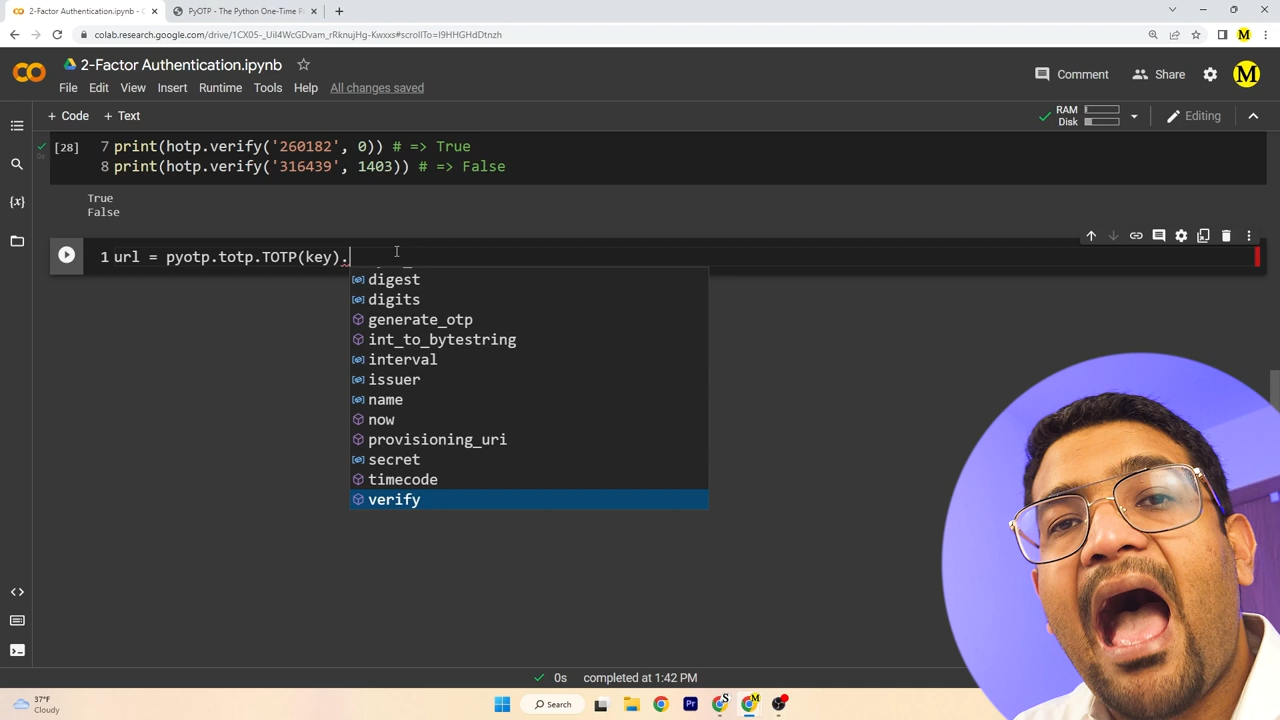 2-Factor Authentication.ipynb - C
PyOTP - The Python One-Time P
colab.research.google.com/drive/1CX05-_UiI4WcGDvam_rRknujHg-Kwxxs#scrollTo=I9HHGHdDtnzh
M
2-Factor Authentication.ipynb
Comment
Share
M
File Edit View Insert Runtime Tools Help All changes saved
+ Code + Text
RAM
Disk
Editing
[28]
7 print(hotp.verify('260182', 0)) # => True
8 print(hotp.verify('316439', 1403)) # => False
True
False
1 url = pyotp.totp.TOTP(key).
digest
digits
generate_otp
int_to_bytestring
interval
issuer
name
now
provisioning_uri
secret
timecode
verify
0s completed at 1:42 PM
37°F
Cloudy
Search
Pr
S
M